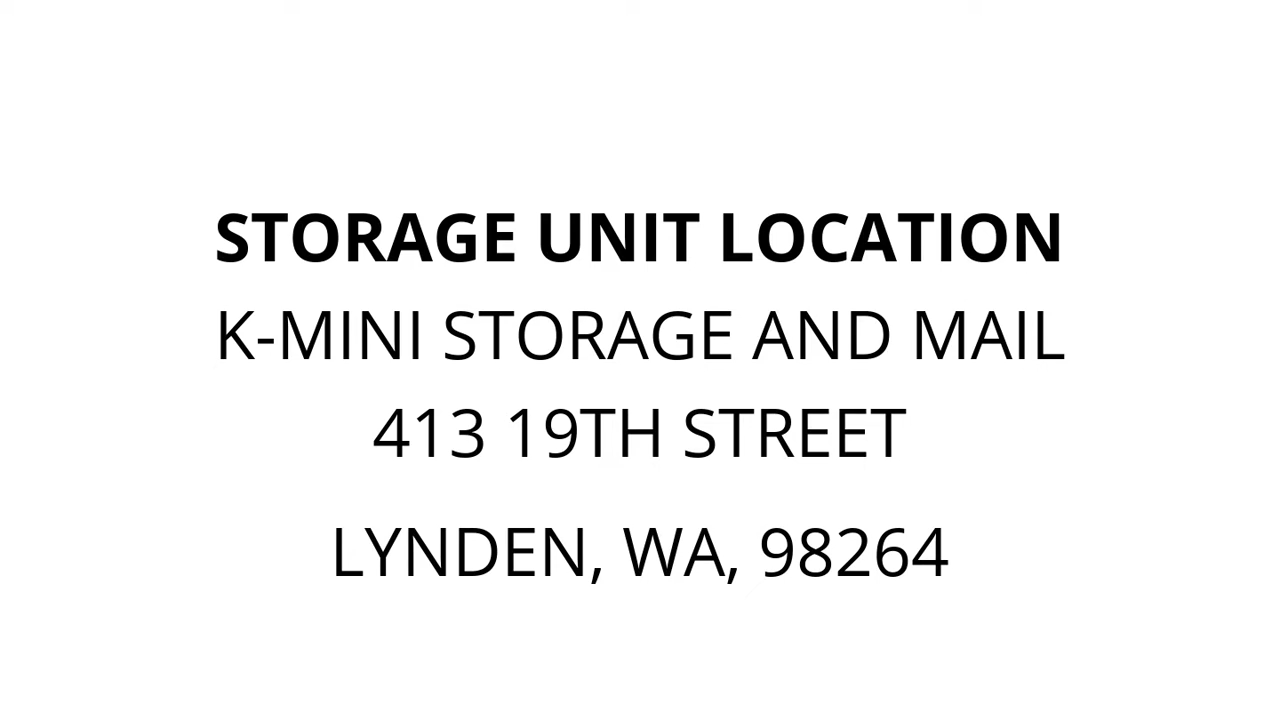 STORAGE UNIT LOCATION
K-MINI STORAGE AND MAIL
413 19TH STREET
LYNDEN, WA, 98264